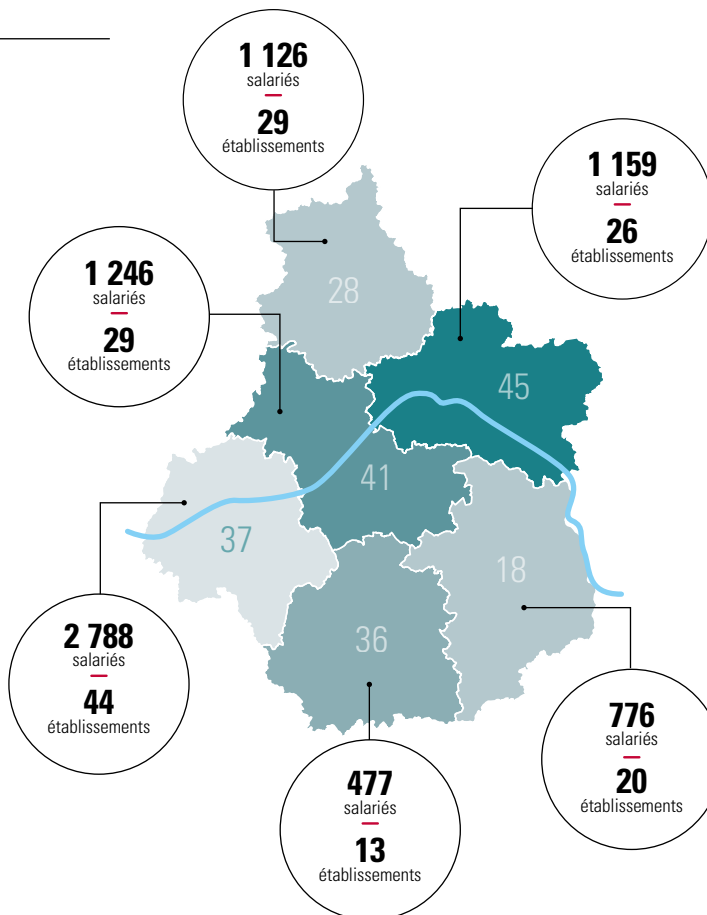 1 126
salariés
29
établissements
1 159
salariés
26
établissements
1 246
salariés
29
établissements
28
45
41
37
18
36
2 788
salariés
44
établissements
776
salariés
20
établissements
477
salariés
13
établissements